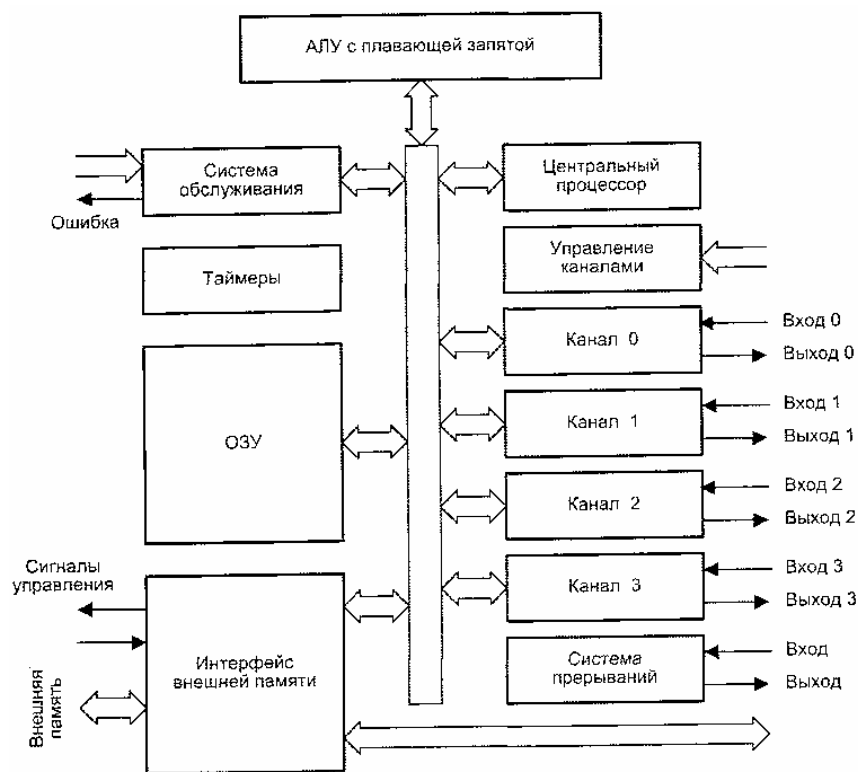 АЛУ с плавающей запятой
Система
обслуживания
Центральный
процессор
Ошибка
Управление
каналами
Таймеры
Канал 0
Вход 0
Выход 0
ОЗУ
Канал 1
Вход 1
Выход 1
Канал 2
Вход 2
Выход 2
Сигналы
управления
Канал 3
Вход 3
Выход 3
Интерфейс
внешней памяти
Система
прерываний
Вход
Выход
Внешняя
память